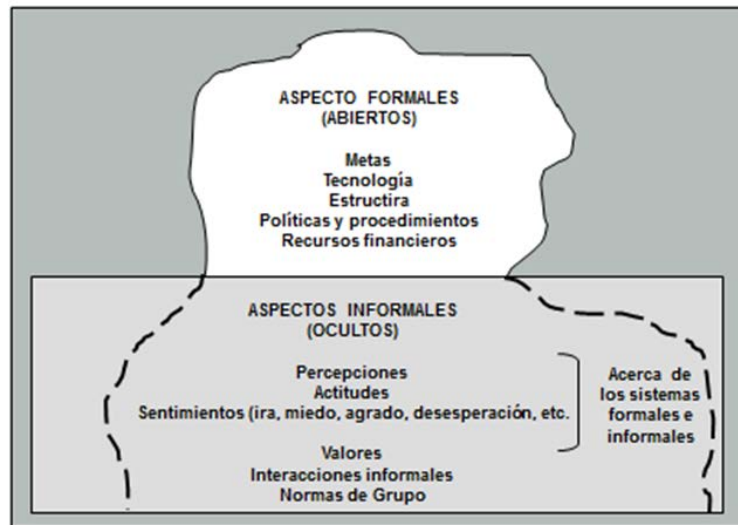 ASPECTO FORMALES
(ABIERTOS)
Metas
Tecnología
Estructira
Políticas y procedimientos
Recursos financieros
ASPECTOS INFORMALES
(OCULTOS)
Percepciones
Actitudes
Sentimientos (ira, miedo, agrado, desesperación, etc.
Acerca de
los sistemas
formales e
informales
Valores
Interacciones informales
Normas de Grupo